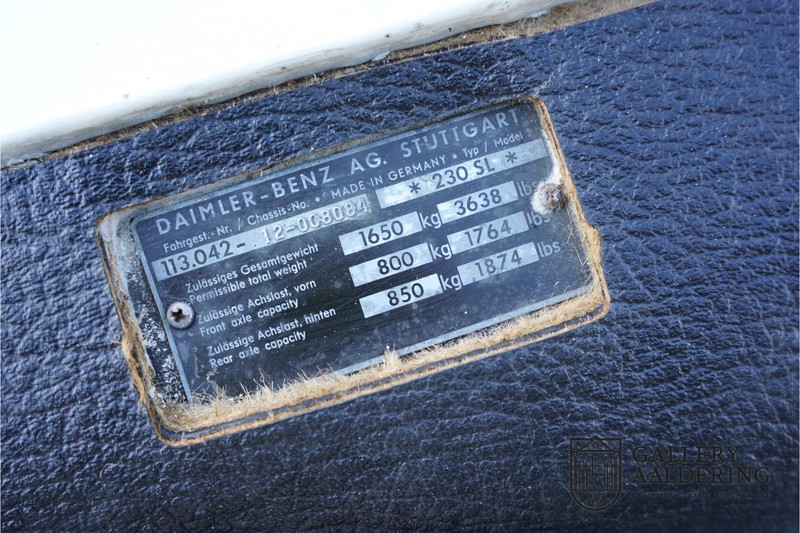 DAIMLER-BENZ AG. STUTTGART
Fahrgest.-Nr. / Chassis-No. • MADE IN GERMANY • Typ / Model
113.042- 12-008084 * 230 SL *
Zulässiges Gesamtgewicht
Permissible total weight 1650 kg 3638 lbs
Zulässige Achslast, vorn
Front axle capacity 800 kg 1764 lbs
Zulässige Achslast, hinten
Rear axle capacity 850 kg 1874 lbs
GALLERY
AALDERING